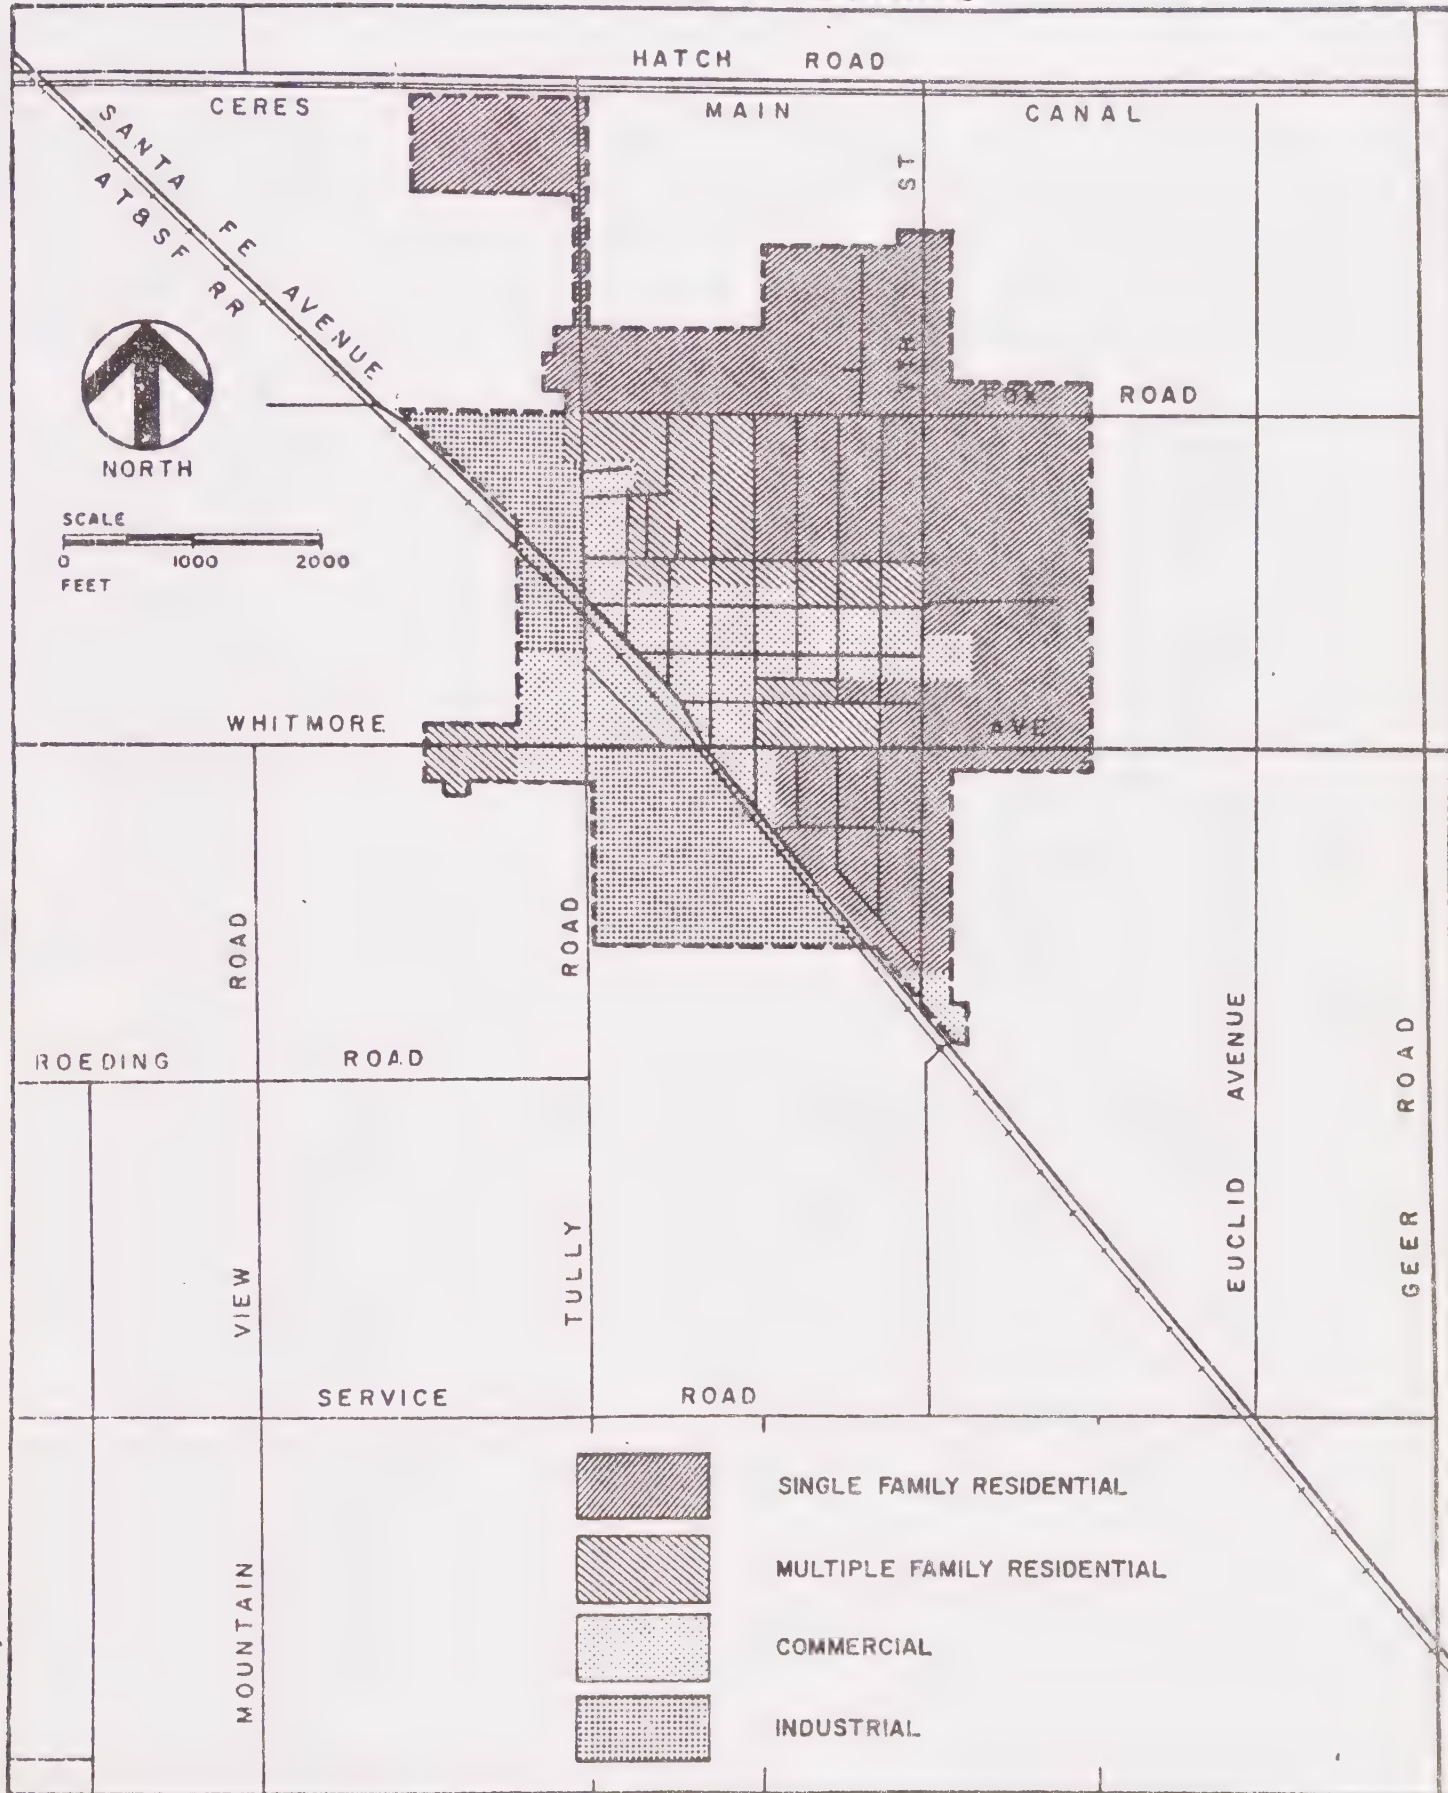 HATCH ROAD
CERES MAIN CANAL
SANTA FE AVENUE
AT&SF RR
7TH ST
FOX ROAD
NORTH
SCALE
0 1000 2000
FEET
WHITMORE AVE
ROEDING ROAD
MOUNTAIN VIEW ROAD
TULLY ROAD
EUCLID AVENUE
GEER ROAD
SERVICE ROAD
SINGLE FAMILY RESIDENTIAL
MULTIPLE FAMILY RESIDENTIAL
COMMERCIAL
INDUSTRIAL